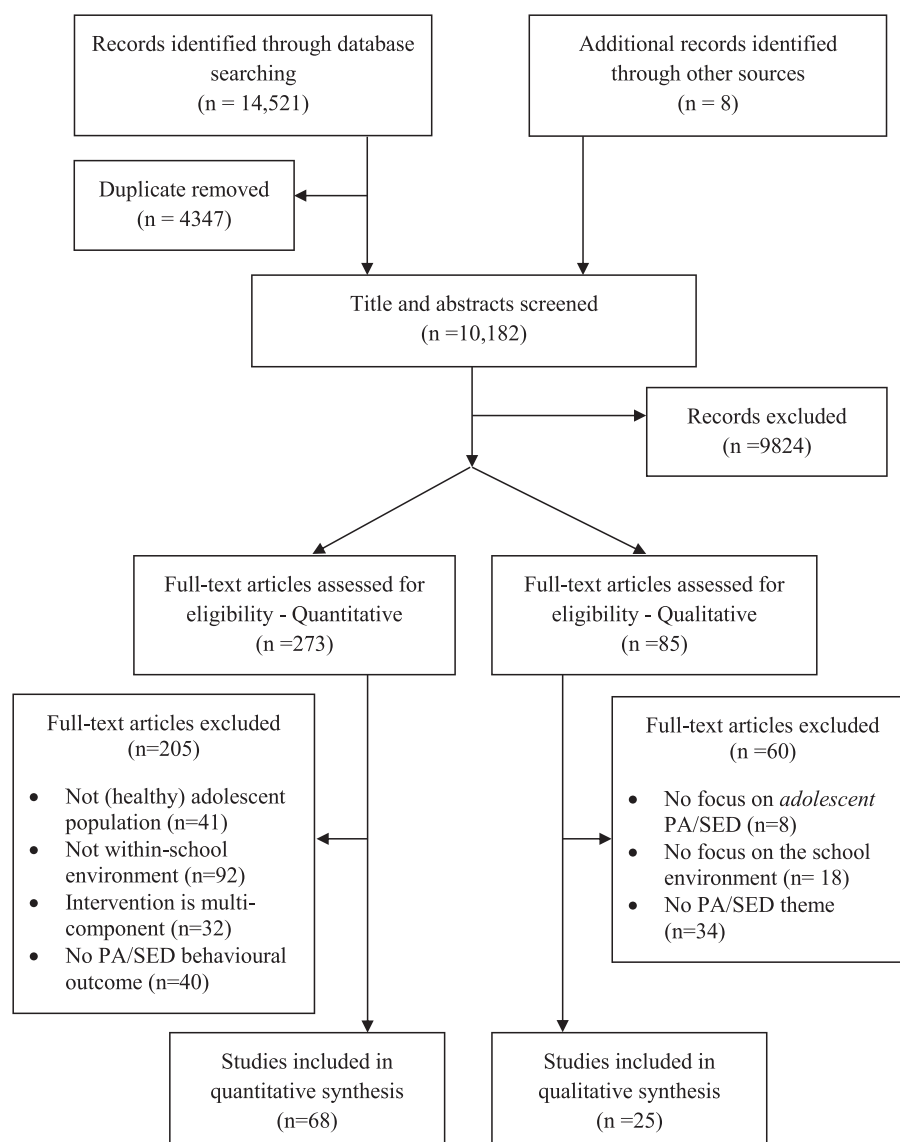 Records identified through database
searching
(n = 14,521)
Additional records identified
through other sources
(n = 8)
Duplicate removed
(n = 4347)
Title and abstracts screened
(n =10,182)
Records excluded
(n =9824)
Full-text articles assessed for
eligibility - Quantitative
(n =273)
Full-text articles assessed for
eligibility - Qualitative
(n =85)
Full-text articles excluded
(n=205)
• Not (healthy) adolescent
population (n=41)
• Not within-school
environment (n=92)
• Intervention is multi-
component (n=32)
• No PA/SED behavioural
outcome (n=40)
Full-text articles excluded
(n =60)
• No focus on adolescent
PA/SED (n=8)
• No focus on the school
environment (n= 18)
• No PA/SED theme
(n=34)
Studies included in
quantitative synthesis
(n=68)
Studies included in
qualitative synthesis
(n =25)